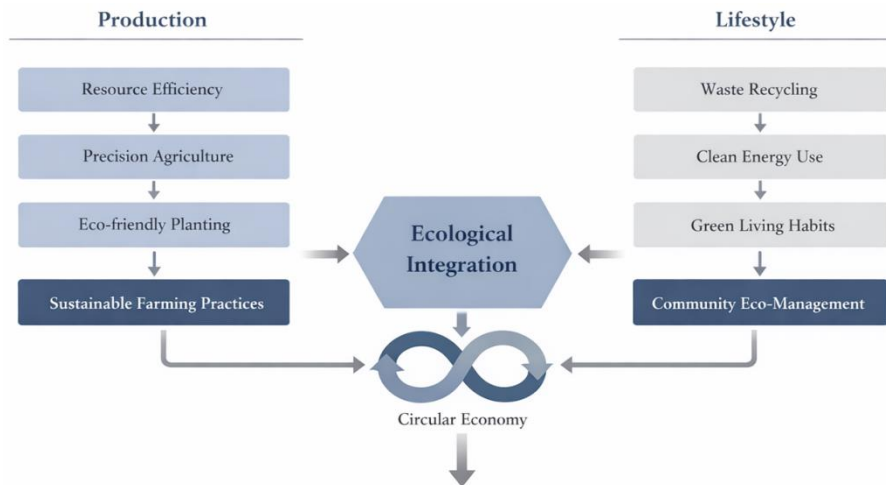 Production
Lifestyle
Resource Efficiency
Precision Agriculture
Eco-friendly Planting
Sustainable Farming Practices
Waste Recycling
Clean Energy Use
Green Living Habits
Community Eco-Management
Ecological
Integration
Circular Economy